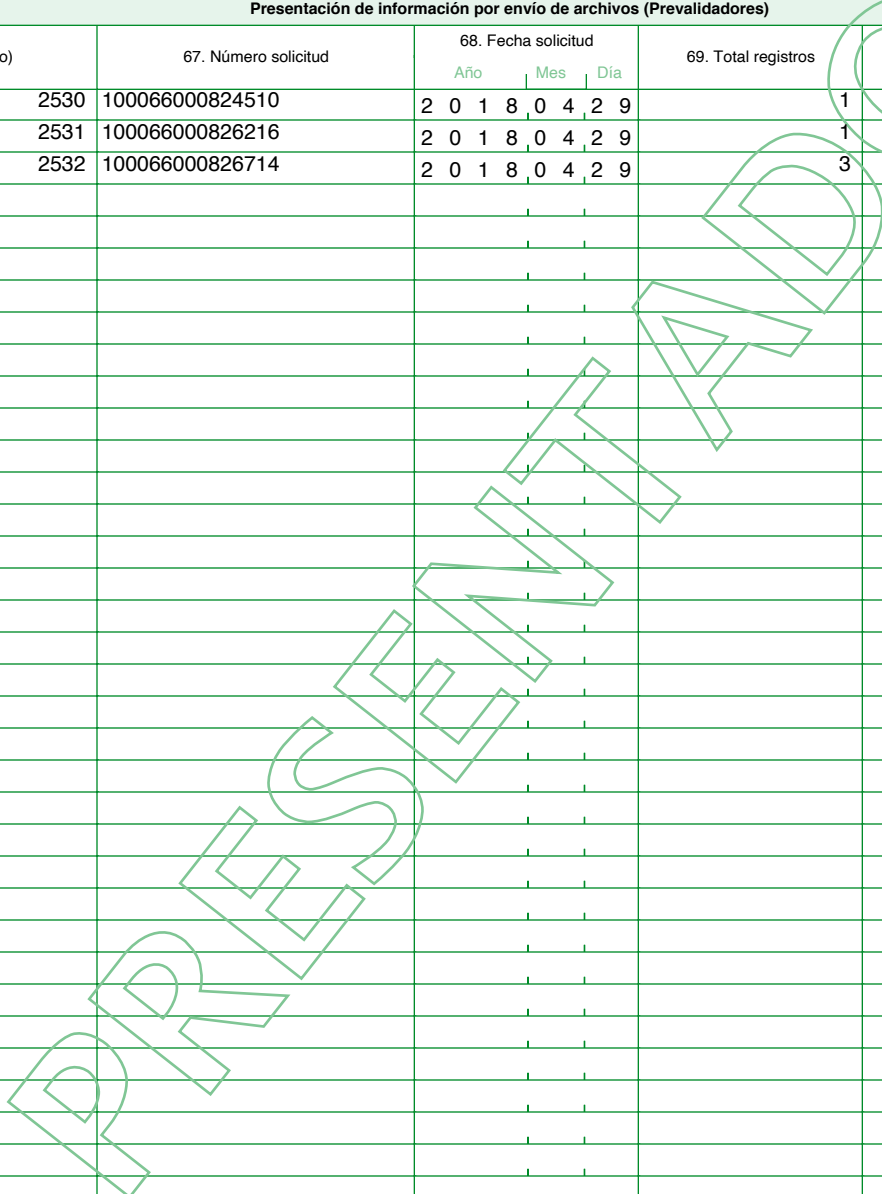 Presentación de información por envío de archivos (Prevalidadores)
o) 67. Número solicitud 68. Fecha solicitud 69. Total registros
Año Mes Día
2530 100066000824510 2 0 1 8 0 4 2 9 1
2531 100066000826216 2 0 1 8 0 4 2 9 1
2532 100066000826714 2 0 1 8 0 4 2 9 3
PRESENTADO